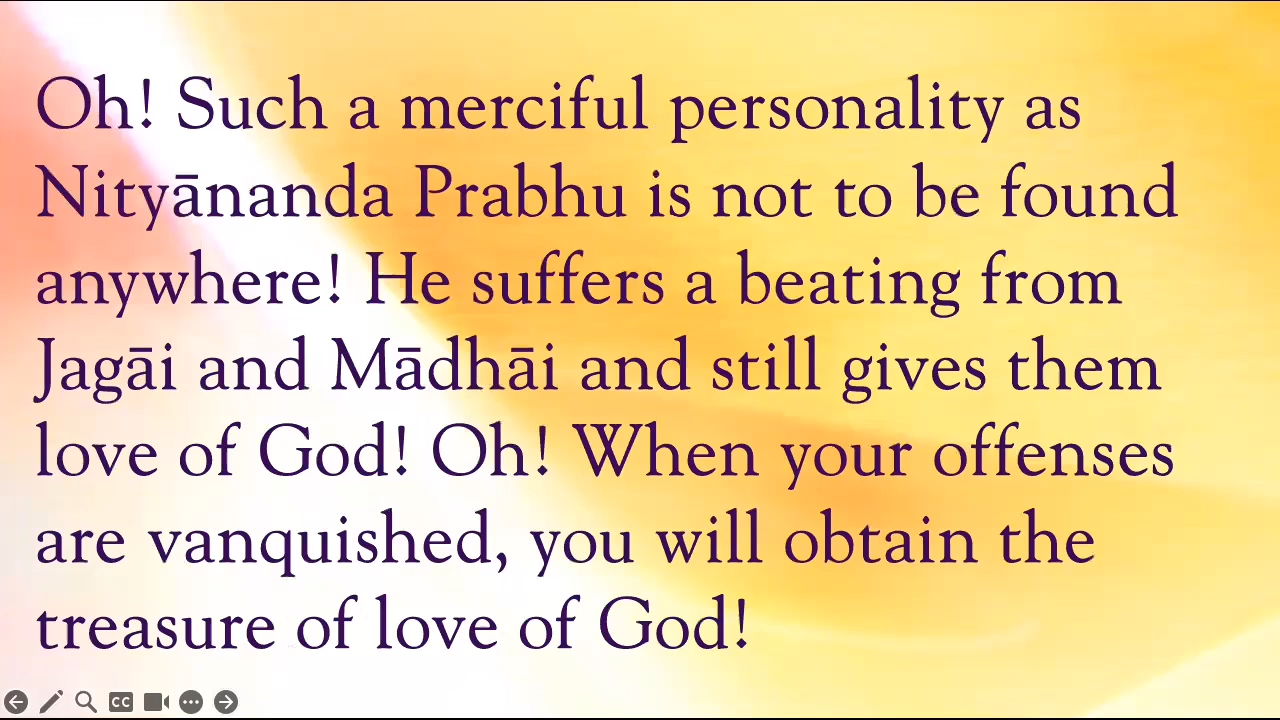 Oh! Such a merciful personality as
Nityānanda Prabhu is not to be found
anywhere! He suffers a beating from
Jagāi and Mādhāi and still gives them
love of God! Oh! When your offenses
are vanquished, you will obtain the
treasure of love of God!
CC